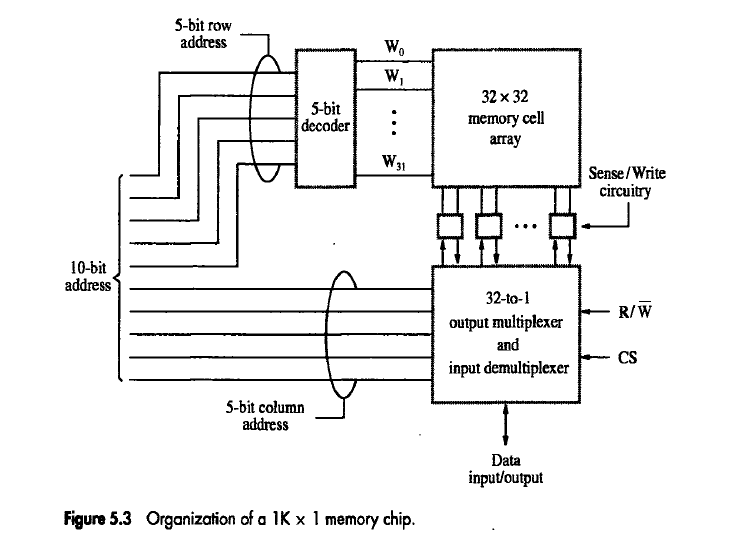 5-bit row
address
W0
W1
5-bit
decoder
32 × 32
memory cell
array
W31
Sense/Write
circuitry
10-bit
address
32-to-1
output multiplexer
and
input demultiplexer
R/W̅
CS
5-bit column
address
Data
input/output
Figure 5.3 Organization of a 1K × 1 memory chip.